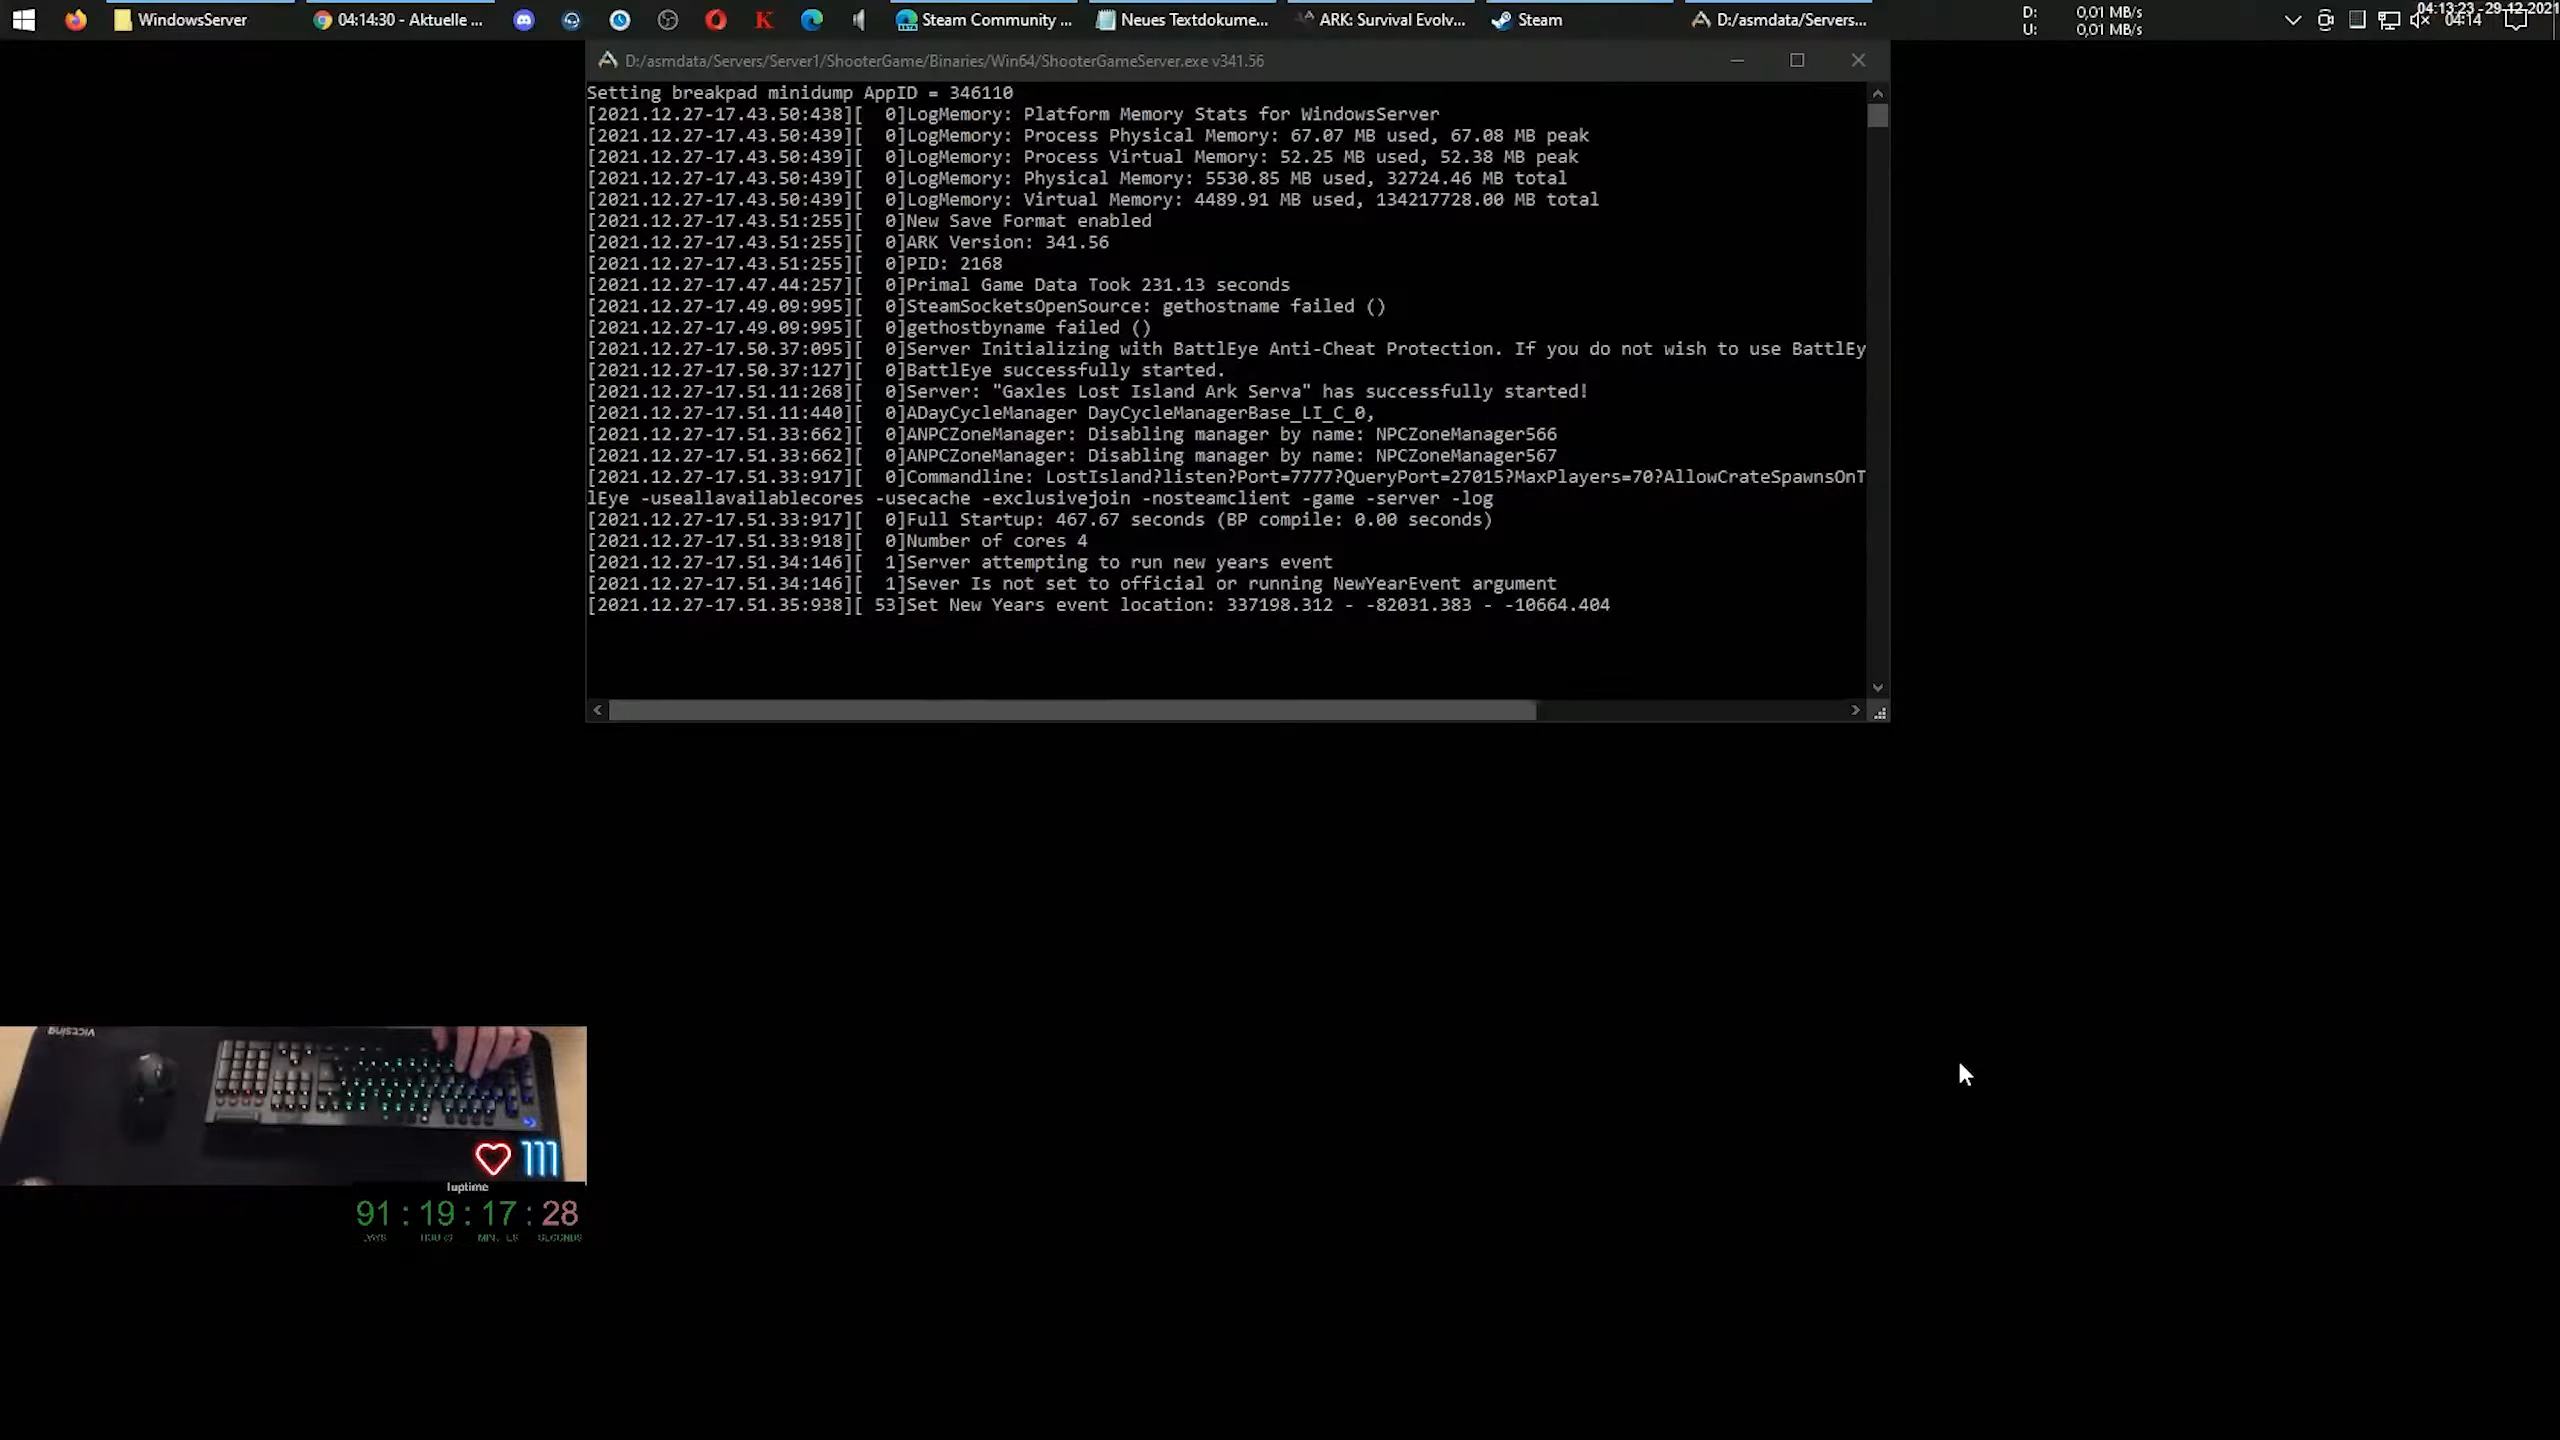 WindowsServer
04:14:30 - Aktuelle ...
Steam Community ...
Neues Textdokume...
ARK: Survival Evolv...
Steam
D:/asmdata/Servers...
D: 0,01 MB/s
U: 0,01 MB/s
04:13:23 -29-12-2021
04:14
D:/asmdata/Servers/Server1/ShooterGame/Binaries/Win64/ShooterGameServer.exe v341.56
Setting breakpad minidump AppID = 346110
[2021.12.27-17.43.50:438][  0]LogMemory: Platform Memory Stats for WindowsServer
[2021.12.27-17.43.50:439][  0]LogMemory: Process Physical Memory: 67.07 MB used, 67.08 MB peak
[2021.12.27-17.43.50:439][  0]LogMemory: Process Virtual Memory: 52.25 MB used, 52.38 MB peak
[2021.12.27-17.43.50:439][  0]LogMemory: Physical Memory: 5530.85 MB used, 32724.46 MB total
[2021.12.27-17.43.50:439][  0]LogMemory: Virtual Memory: 4489.91 MB used, 134217728.00 MB total
[2021.12.27-17.43.51:255][  0]New Save Format enabled
[2021.12.27-17.43.51:255][  0]ARK Version: 341.56
[2021.12.27-17.43.51:255][  0]PID: 2168
[2021.12.27-17.47.44:257][  0]Primal Game Data Took 231.13 seconds
[2021.12.27-17.49.09:995][  0]SteamSocketsOpenSource: gethostname failed ()
[2021.12.27-17.49.09:995][  0]gethostbyname failed ()
[2021.12.27-17.50.37:095][  0]Server Initializing with BattlEye Anti-Cheat Protection. If you do not wish to use BattlEy
[2021.12.27-17.50.37:127][  0]BattlEye successfully started.
[2021.12.27-17.51.11:268][  0]Server: "Gaxles Lost Island Ark Serva" has successfully started!
[2021.12.27-17.51.11:440][  0]ADayCycleManager DayCycleManagerBase_LI_C_0,
[2021.12.27-17.51.33:662][  0]ANPCZoneManager: Disabling manager by name: NPCZoneManager566
[2021.12.27-17.51.33:662][  0]ANPCZoneManager: Disabling manager by name: NPCZoneManager567
[2021.12.27-17.51.33:917][  0]Commandline: LostIsland?listen?Port=7777?QueryPort=27015?MaxPlayers=70?AllowCrateSpawnsOnT
lEye -useallavailablecores -usecache -exclusivejoin -nosteamclient -game -server -log
[2021.12.27-17.51.33:917][  0]Full Startup: 467.67 seconds (BP compile: 0.00 seconds)
[2021.12.27-17.51.33:918][  0]Number of cores 4
[2021.12.27-17.51.34:146][  1]Server attempting to run new years event
[2021.12.27-17.51.34:146][  1]Sever Is not set to official or running NewYearEvent argument
[2021.12.27-17.51.35:938][ 53]Set New Years event location: 337198.312 - -82031.383 - -10664.404
victsing
111
1uptime
91 : 19 : 17 : 28
DAYS HOURS MINUTES SECONDS